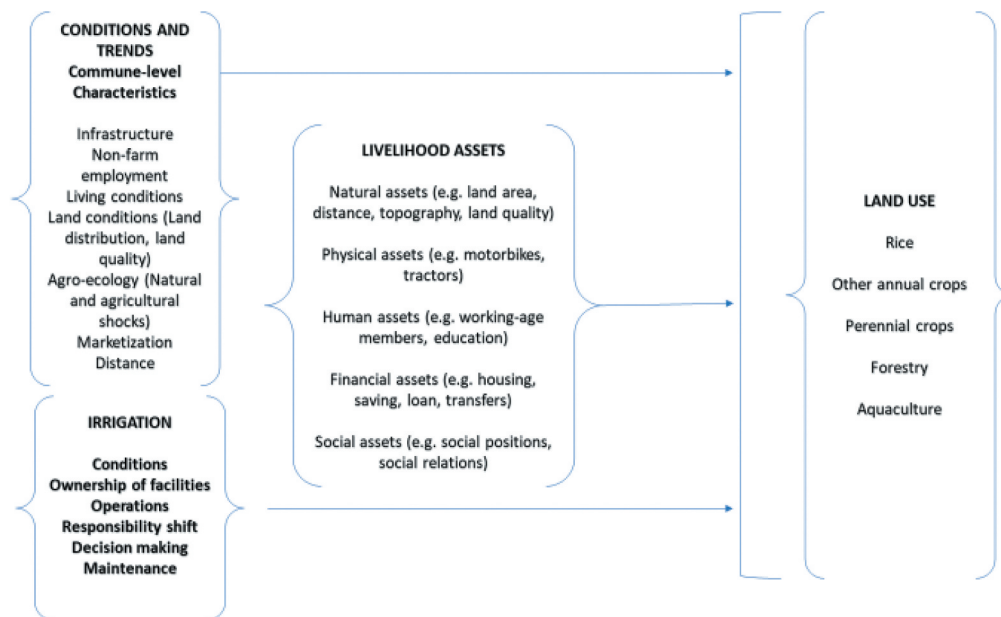 CONDITIONS AND
TRENDS
Commune-level
Characteristics
Infrastructure
Non-farm
employment
Living conditions
Land conditions (Land
distribution, land
quality)
Agro-ecology (Natural
and agricultural
shocks)
Marketization
Distance
IRRIGATION
Conditions
Ownership of facilities
Operations
Responsibility shift
Decision making
Maintenance
LIVELIHOOD ASSETS
Natural assets (e.g. land area,
distance, topography, land quality)
Physical assets (e.g. motorbikes,
tractors)
Human assets (e.g. working-age
members, education)
Financial assets (e.g. housing,
saving, loan, transfers)
Social assets (e.g. social positions,
social relations)
LAND USE
Rice
Other annual crops
Perennial crops
Forestry
Aquaculture